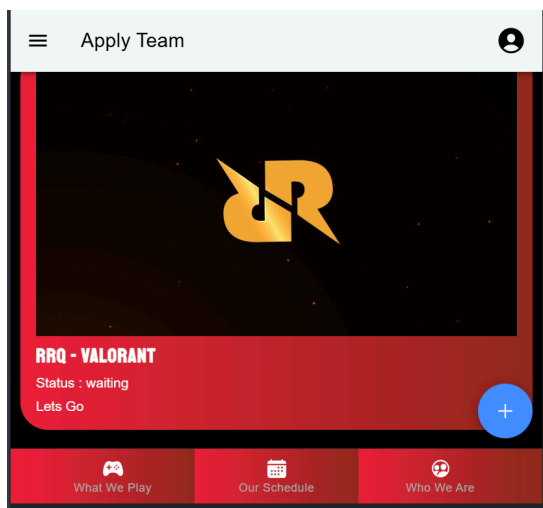 Apply Team
RRQ - VALORANT
Status : waiting
Lets Go
What We Play
Our Schedule
Who We Are